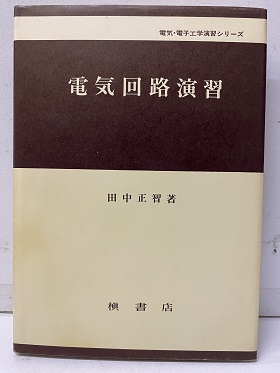 電気・電子工学演習シリーズ
電気回路演習
田中正智著
槇書店